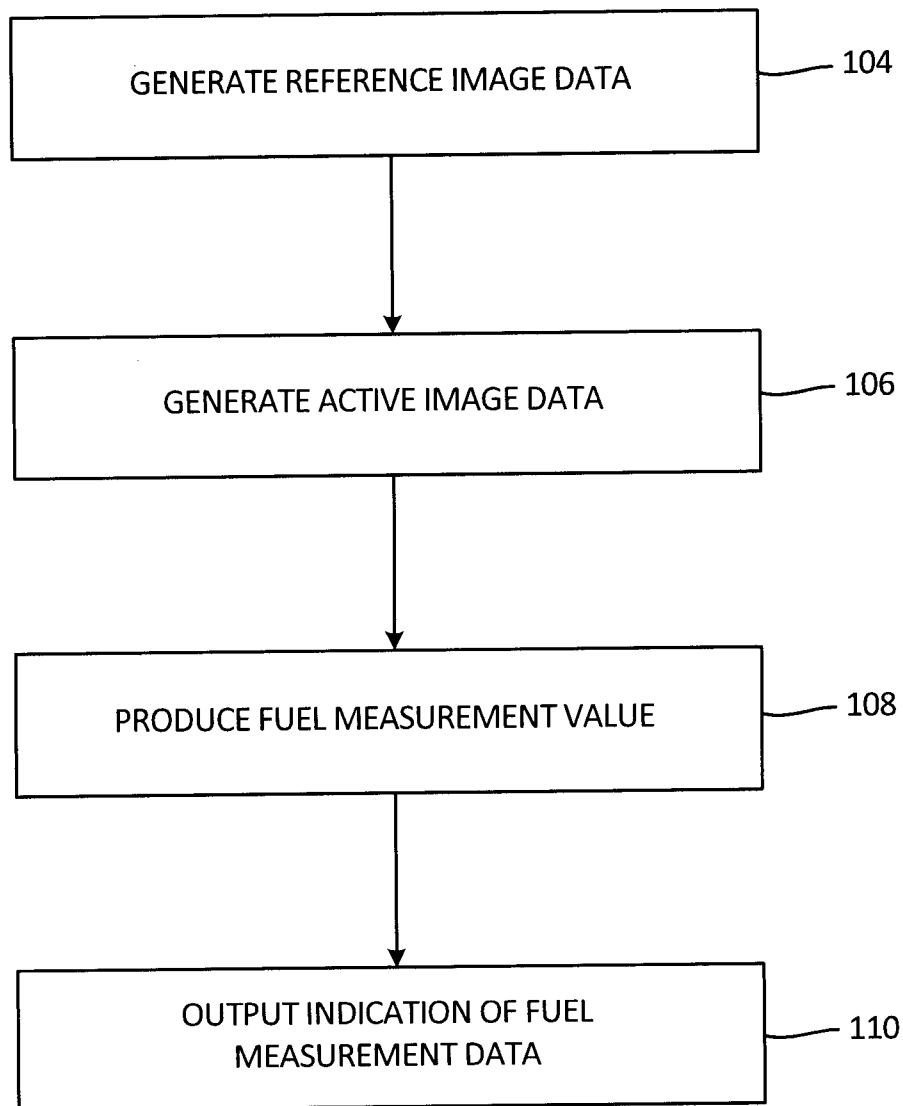 GENERATE REFERENCE IMAGE DATA
104
GENERATE ACTIVE IMAGE DATA
106
PRODUCE FUEL MEASUREMENT VALUE
108
OUTPUT INDICATION OF FUEL
MEASUREMENT DATA
110